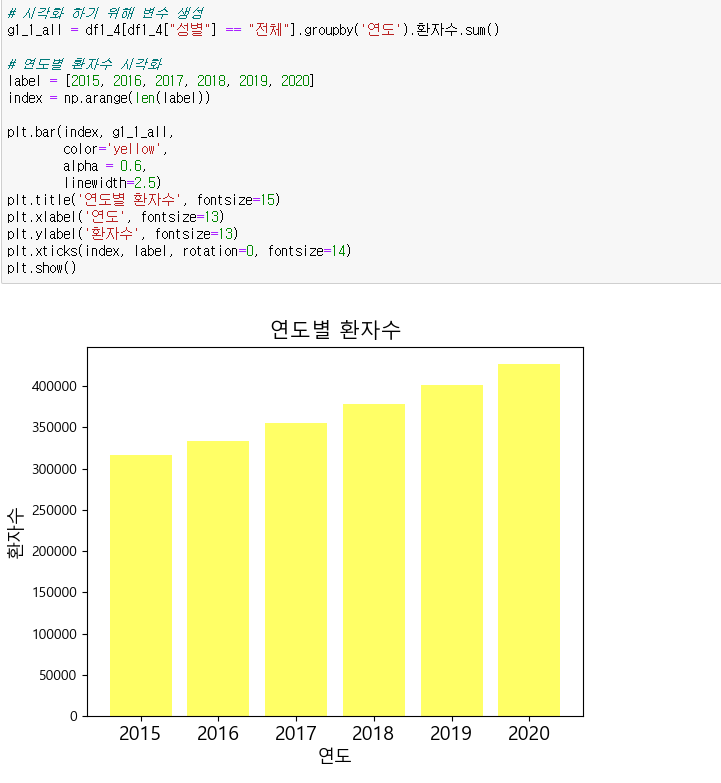 # 시각화 하기 위해 변수 생성
g1_1_all = df1_4[df1_4["성별"] == "전체"].groupby('연도').환자수.sum()
# 연도별 환자수 시각화
label = [2015, 2016, 2017, 2018, 2019, 2020]
index = np.arange(len(label))
plt.bar(index, g1_1_all,
color='yellow',
alpha = 0.6,
linewidth=2.5)
plt.title('연도별 환자수', fontsize=15)
plt.xlabel('연도', fontsize=13)
plt.ylabel('환자수', fontsize=13)
plt.xticks(index, label, rotation=0, fontsize=14)
plt.show()
연도별 환자수
400000
350000
300000
250000
200000
150000
100000
50000
0
환자수
2015 2016 2017 2018 2019 2020
연도